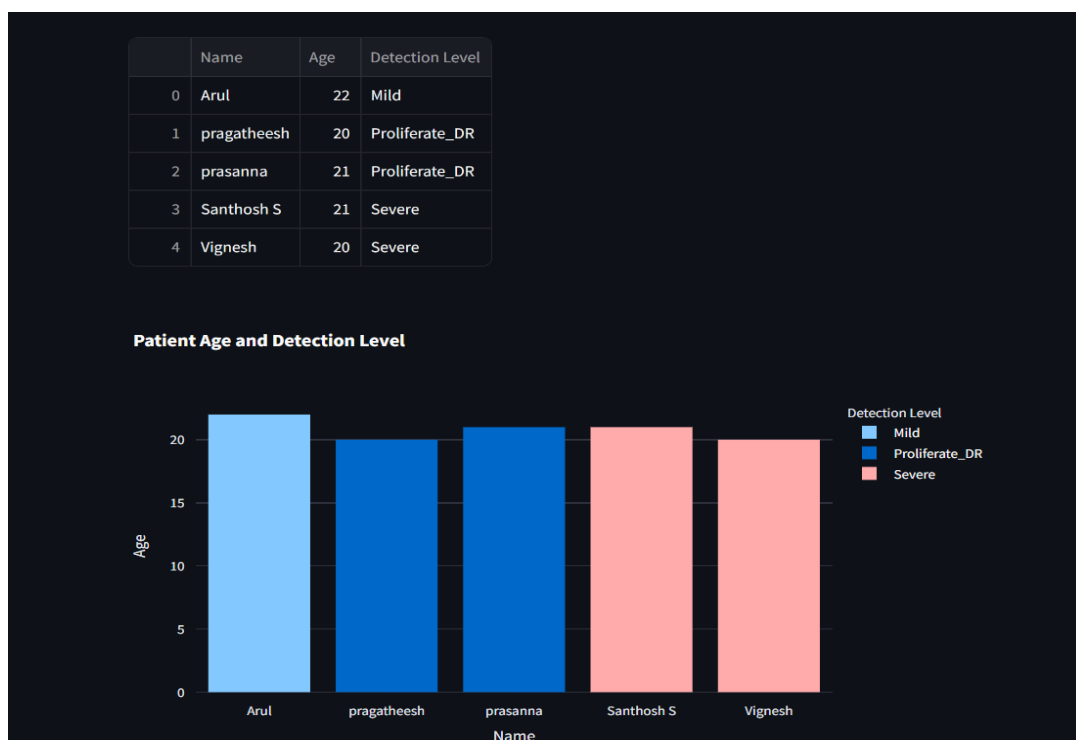 Name Age Detection Level
0 Arul 22 Mild
1 pragatheesh 20 Proliferate_DR
2 prasanna 21 Proliferate_DR
3 Santhosh S 21 Severe
4 Vignesh 20 Severe
Patient Age and Detection Level
Detection Level
Mild
Proliferate_DR
Severe
20
15
10
5
0
Age
Arul pragatheesh prasanna Santhosh S Vignesh
Name